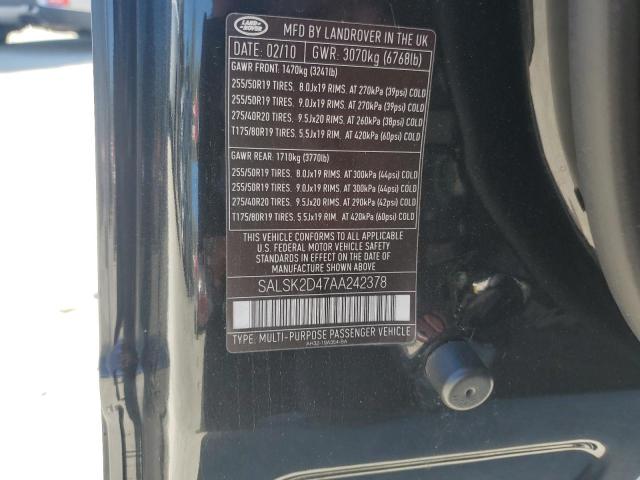 LAND-
ROVER
MFD BY LANDROVER IN THE UK
DATE: 02/10 GWR: 3070kg (6768lb)
GAWR FRONT: 1470kg (3241lb)
255/50R19 TIRES. 8.0Jx19 RIMS. AT 270kPa (39psi) COLD
255/50R19 TIRES. 9.0Jx19 RIMS. AT 270kPa (39psi) COLD
275/40R20 TIRES. 9.5Jx20 RIMS. AT 260kPa (38psi) COLD
T175/80R19 TIRES. 5.5Jx19 RIM. AT 420kPa (60psi) COLD
GAWR REAR: 1710kg (3770lb)
255/50R19 TIRES. 8.0Jx19 RIMS. AT 300kPa (44psi) COLD
255/50R19 TIRES. 9.0Jx19 RIMS. AT 300kPa (44psi) COLD
275/40R20 TIRES. 9.5Jx20 RIMS. AT 290kPa (42psi) COLD
T175/80R19 TIRES. 5.5Jx19 RIM. AT 420kPa (60psi) COLD
THIS VEHICLE CONFORMS TO ALL APPLICABLE
U.S. FEDERAL MOTOR VEHICLE SAFETY
STANDARDS IN EFFECT ON THE DATE OF
MANUFACTURE SHOWN ABOVE.
SALSK2D47AA242378
TYPE: MULTI-PURPOSE PASSENGER VEHICLE
AH32-19A354-BA